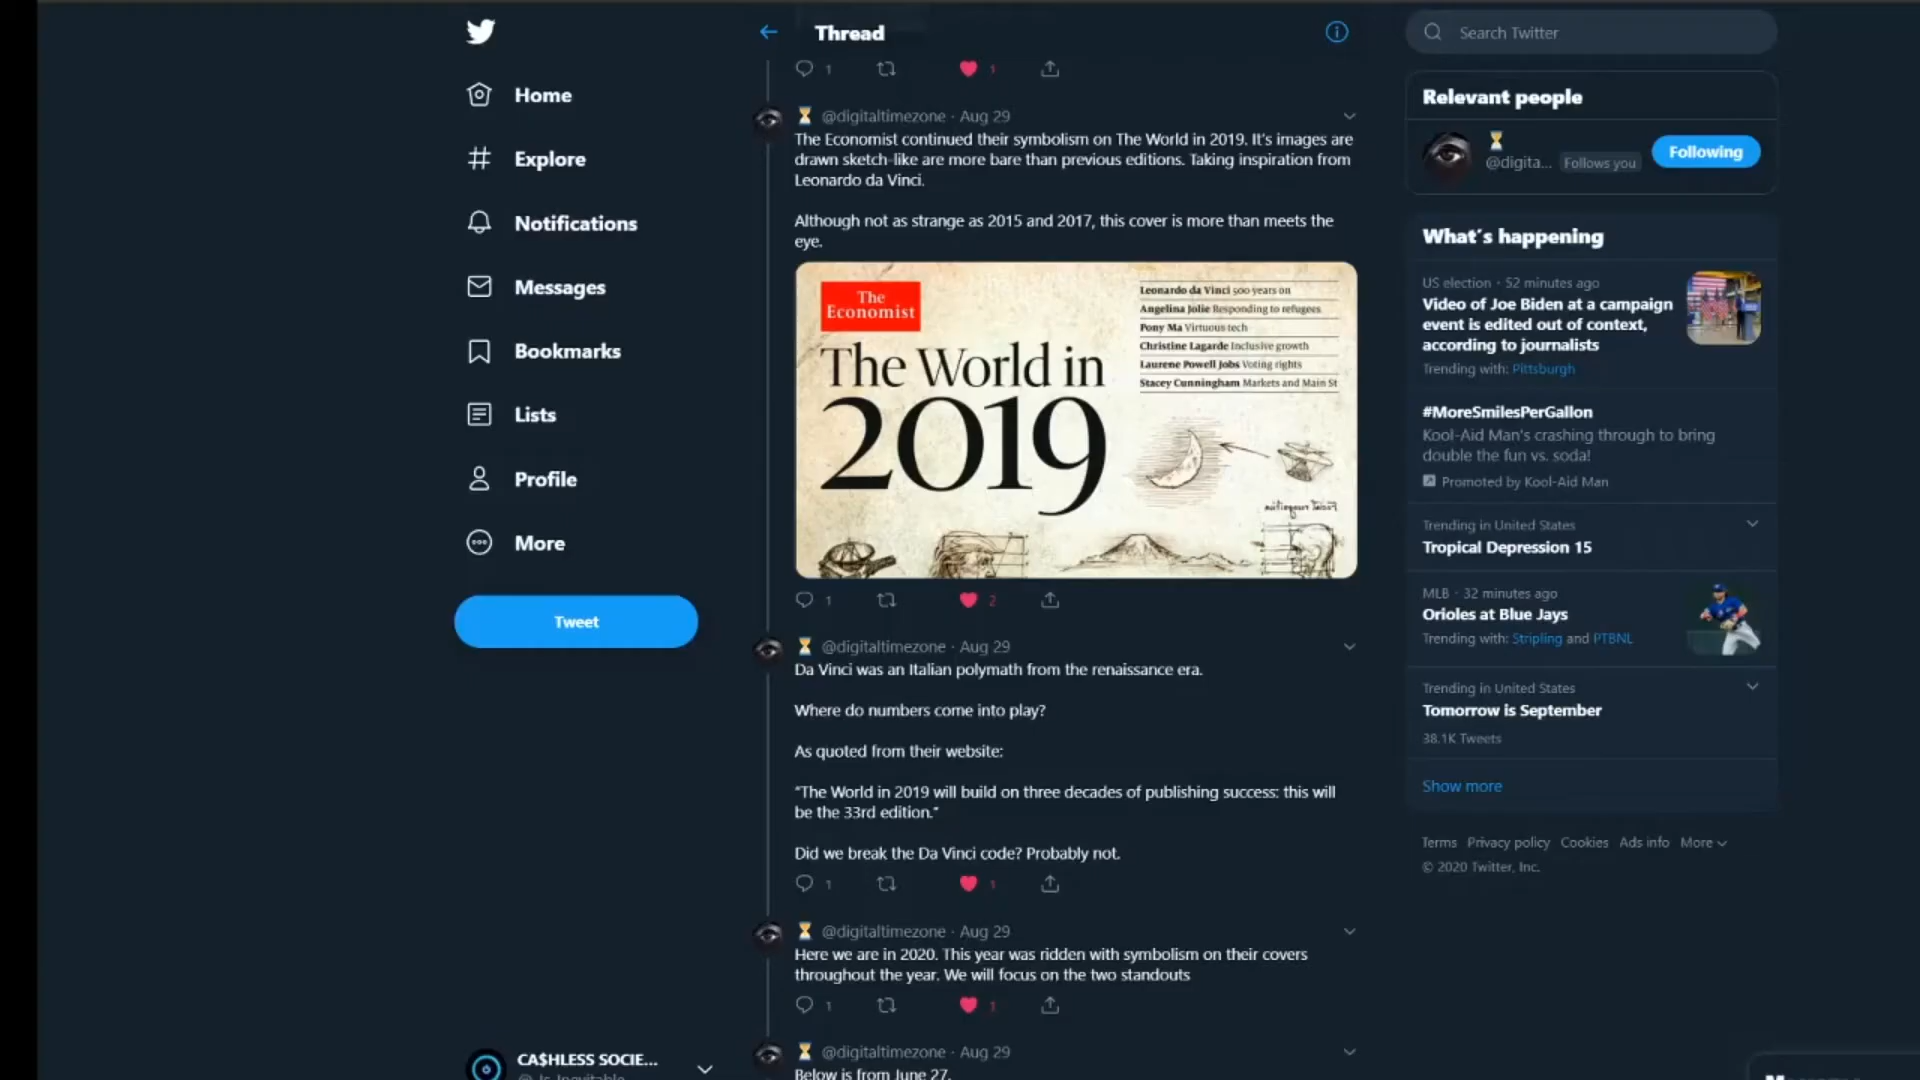 Home
Explore
Notifications
Messages
Bookmarks
Lists
Profile
More
Tweet
CA$HLESS SOCIE...
Thread
1
1
@digitaltimezone · Aug 29
The Economist continued their symbolism on The World in 2019. It's images are
drawn sketch-like are more bare than previous editions. Taking inspiration from
Leonardo da Vinci.
Although not as strange as 2015 and 2017, this cover is more than meets the
eye.
The
Economist
The World in
2019
Leonardo da Vinci 500 years on
Angelina Jolie Responding to refugees
Pony Ma Virtuous tech
Christine Lagarde Inclusive growth
Laurene Powell Jobs Voting rights
Stacey Cunningham Markets and Main St
1
2
@digitaltimezone · Aug 29
Da Vinci was an Italian polymath from the renaissance era.
Where do numbers come into play?
As quoted from their website:
"The World in 2019 will build on three decades of publishing success: this will
be the 33rd edition."
Did we break the Da Vinci code? Probably not.
1
1
@digitaltimezone · Aug 29
Here we are in 2020. This year was ridden with symbolism on their covers
throughout the year. We will focus on the two standouts
1
1
@digitaltimezone · Aug 29
Below is from June 27.
Search Twitter
Relevant people
@digita... Follows you
Following
What's happening
US election · 52 minutes ago
Video of Joe Biden at a campaign
event is edited out of context,
according to journalists
Trending with: Pittsburgh
#MoreSmilesPerGallon
Kool-Aid Man's crashing through to bring
double the fun vs. soda!
Promoted by Kool-Aid Man
Trending in United States
Tropical Depression 15
MLB · 32 minutes ago
Orioles at Blue Jays
Trending with: Stripling and PTBNL
Trending in United States
Tomorrow is September
38.1K Tweets
Show more
Terms Privacy policy Cookies Ads info More
© 2020 Twitter, Inc.